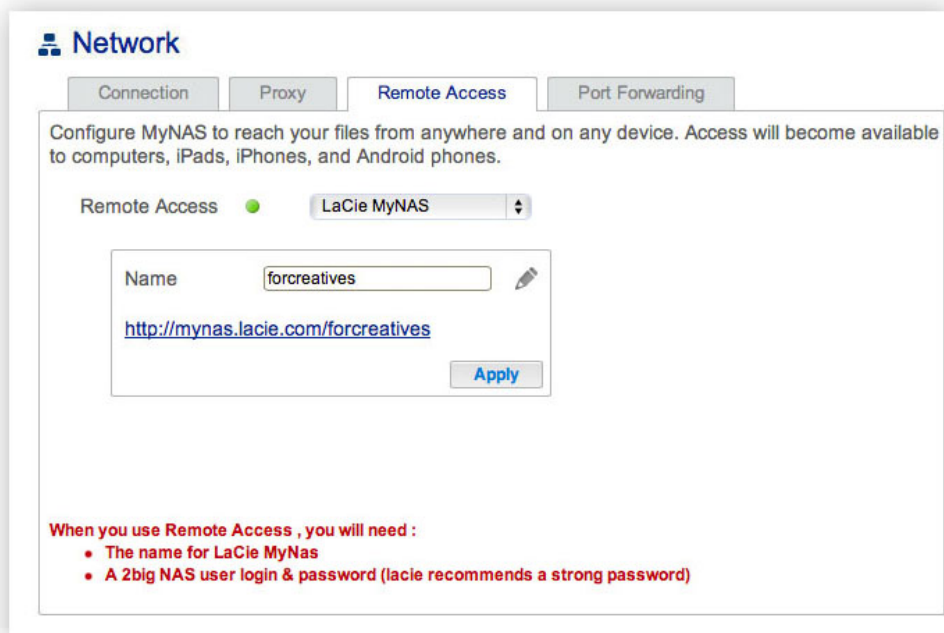 Network
Connection Proxy Remote Access Port Forwarding
Configure MyNAS to reach your files from anywhere and on any device. Access will become available
to computers, iPads, iPhones, and Android phones.
Remote Access LaCie MyNAS
Name forcreatives
http://mynas.lacie.com/forcreatives
Apply
When you use Remote Access , you will need :
• The name for LaCie MyNas
• A 2big NAS user login & password (lacie recommends a strong password)